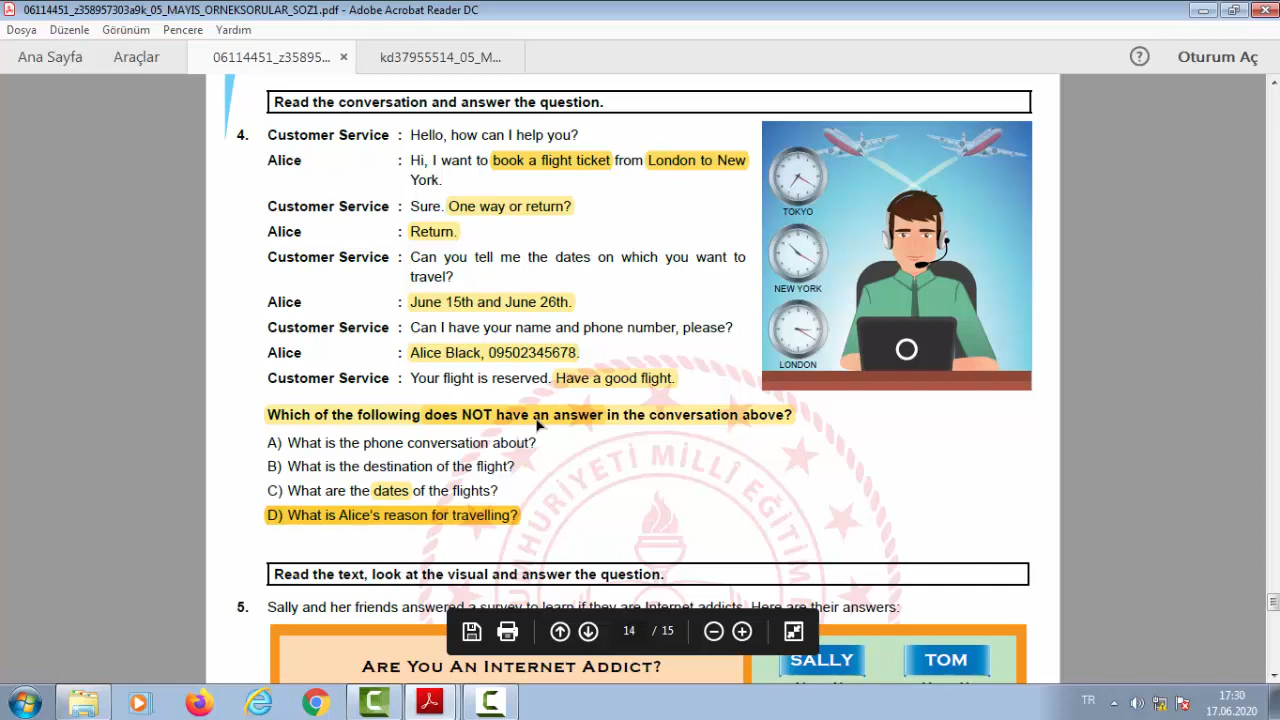 06114451_z358957303a9k_05_MAYIS_ORNEKSORULAR_SOZ1.pdf - Adobe Acrobat Reader DC
Dosya Düzenle Görünüm Pencere Yardım
Ana Sayfa Araçlar 06114451_z35895... × kd37955514_05_M... ? Oturum Aç
Read the conversation and answer the question.
4. Customer Service : Hello, how can I help you?
Alice : Hi, I want to book a flight ticket from London to New
York.
Customer Service : Sure. One way or return?
Alice : Return.
Customer Service : Can you tell me the dates on which you want to
travel?
Alice : June 15th and June 26th.
Customer Service : Can I have your name and phone number, please?
Alice : Alice Black, 09502345678.
Customer Service : Your flight is reserved. Have a good flight.
TOKYO
NEW YORK
LONDON
Which of the following does NOT have an answer in the conversation above?
A) What is the phone conversation about?
B) What is the destination of the flight?
C) What are the dates of the flights?
D) What is Alice's reason for travelling?
UMHURİYETİ MİLLÎ EĞİTİM
Read the text, look at the visual and answer the question.
5. Sally and her friends answered a survey to learn if they are Internet addicts. Here are their answers:
14 / 15
ARE YOU AN INTERNET ADDICT? SALLY TOM
TR 17:30
17.06.2020